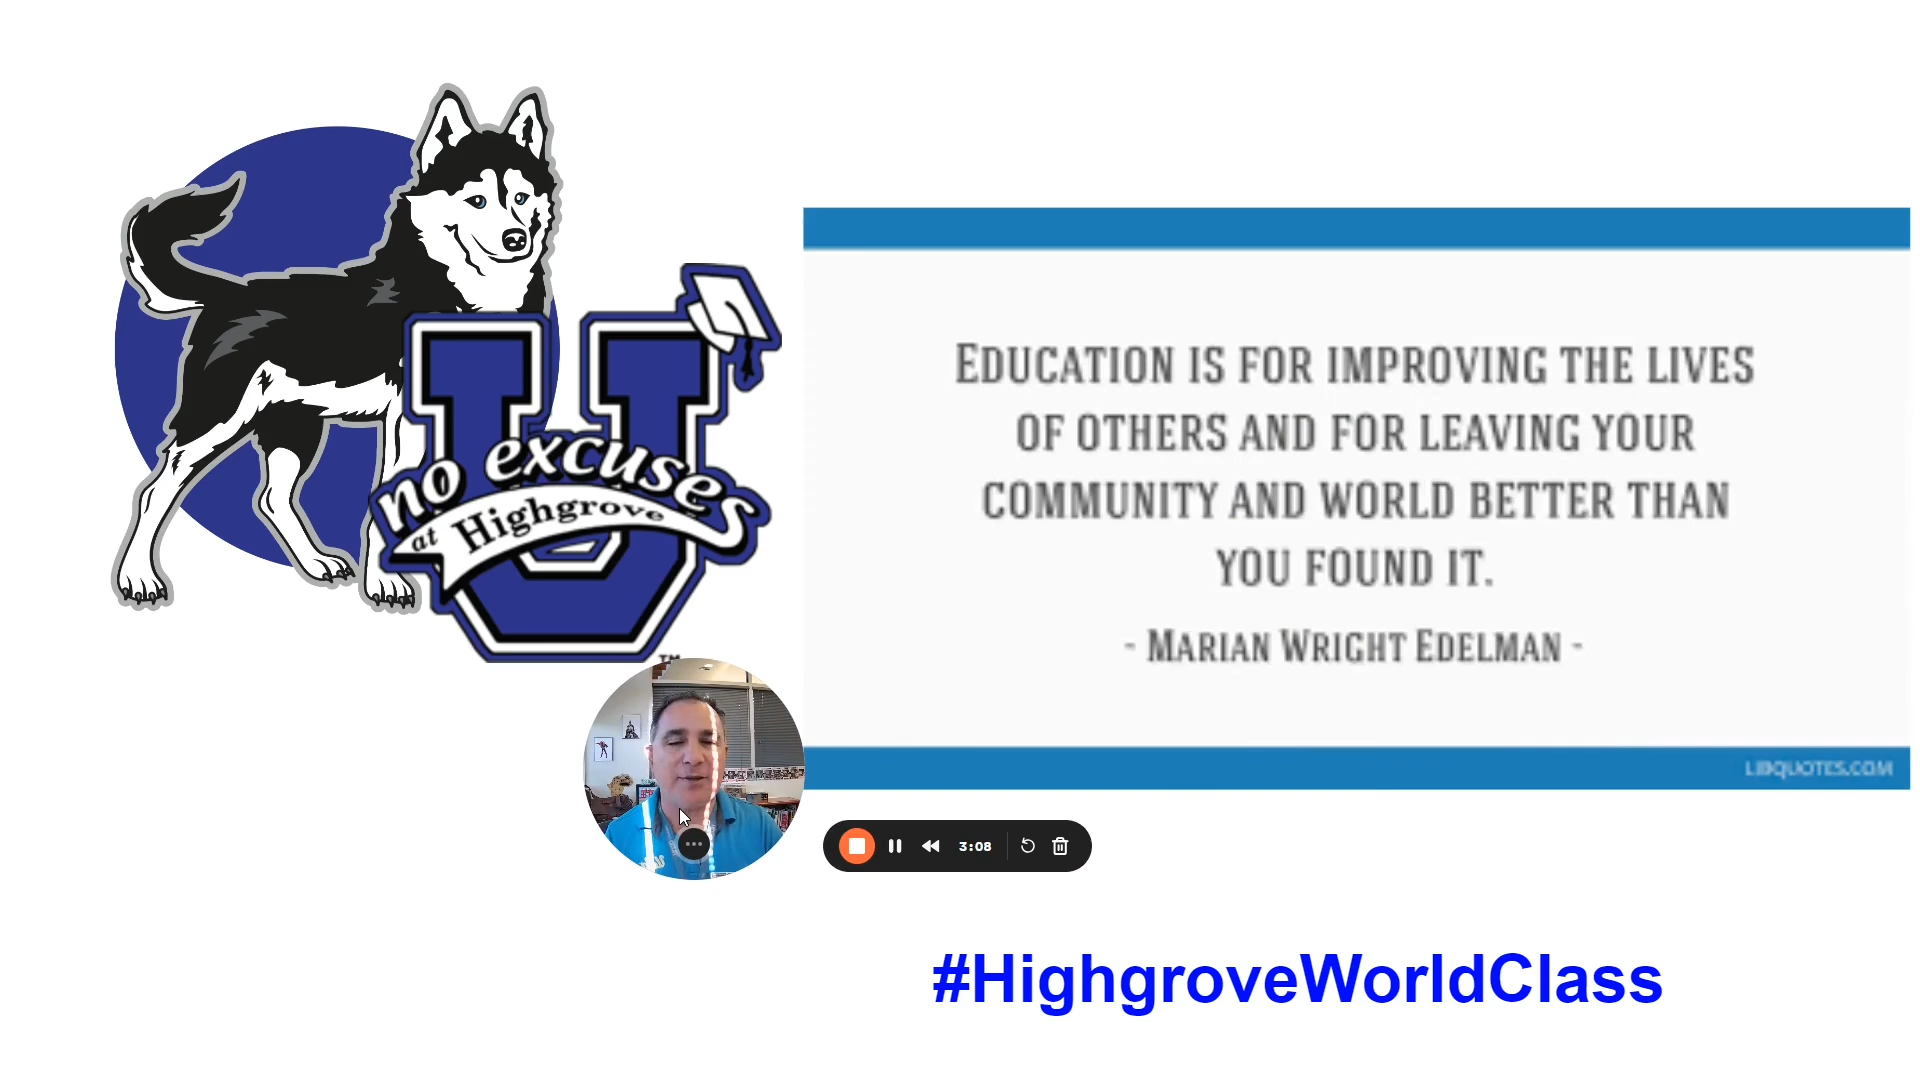 no excuses
at Highgrove
™
EDUCATION IS FOR IMPROVING THE LIVES
OF OTHERS AND FOR LEAVING YOUR
COMMUNITY AND WORLD BETTER THAN
YOU FOUND IT.
- MARIAN WRIGHT EDELMAN -
LIBQUOTES.COM
3:08
#HighgroveWorldClass